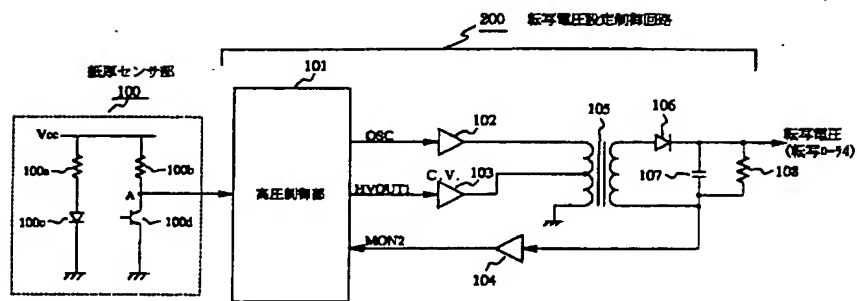 200 転写電圧設定制御回路
紙厚センサ部
100
101
Vcc
100a
100b
A
100c
100d
高圧制御部
OSC
102
HVOUT1
C.V.
103
MON2
104
105
106
107
108
転写電圧
(転写ローラ4)